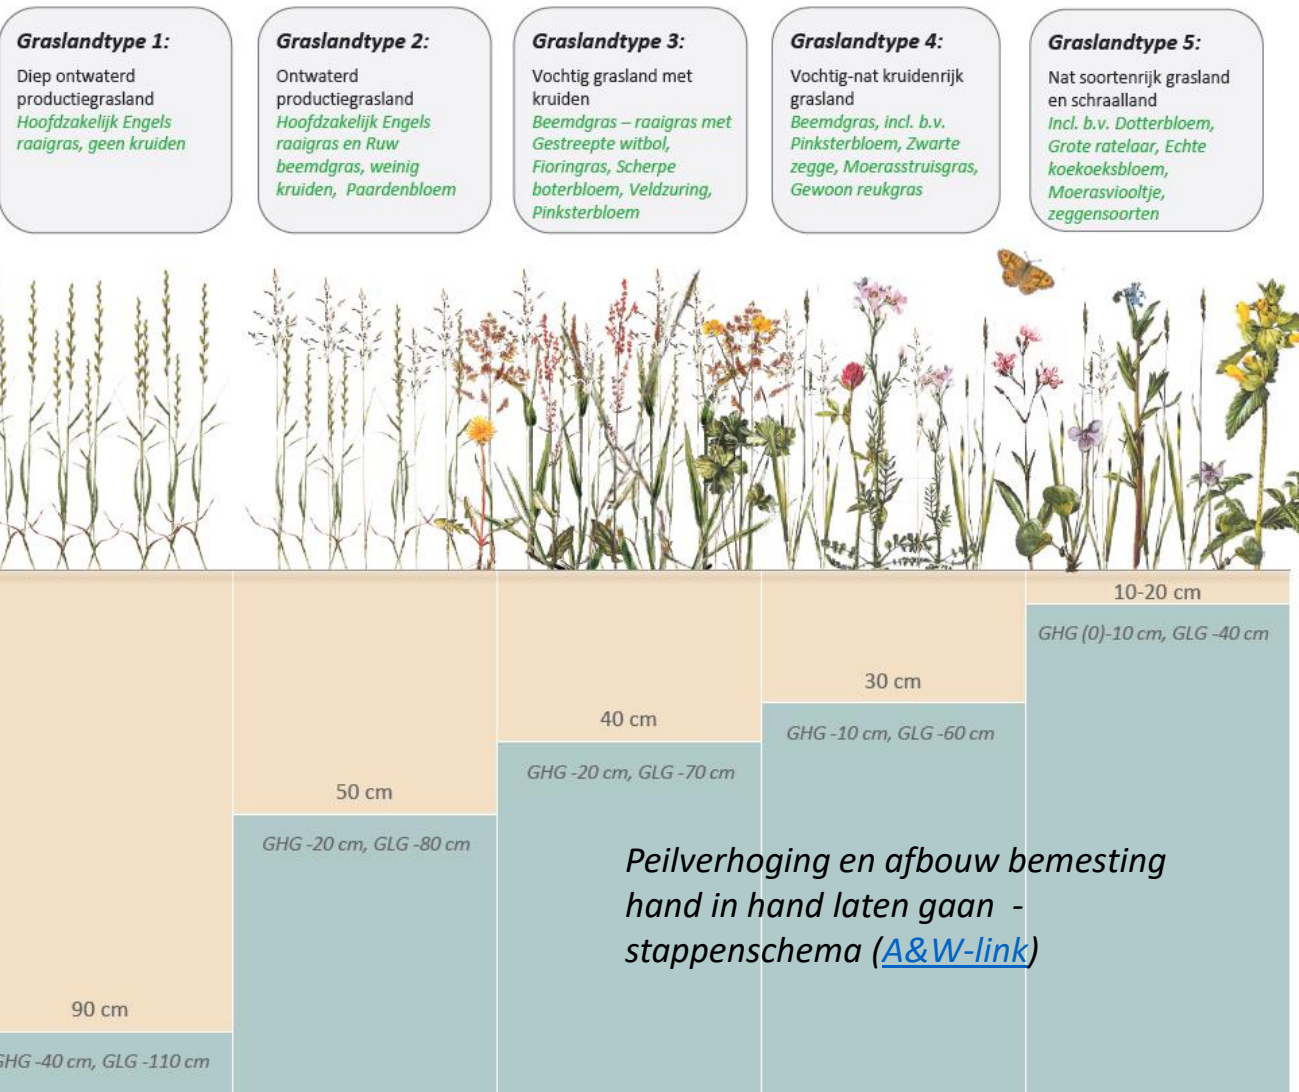 Graslandtype 1:
Diep ontwaterd
productiegrasland
Hoofdzakelijk Engels
raaigras, geen kruiden
Graslandtype 2:
Ontwaterd
productiegrasland
Hoofdzakelijk Engels
raaigras en Ruw
beemdgras, weinig
kruiden, Paardenbloem
Graslandtype 3:
Vochtig grasland met
kruiden
Beemdgras – raaigras met
Gestreepte witbol,
Fioringras, Scherpe
boterbloem, Veldzuring,
Pinksterbloem
Graslandtype 4:
Vochtig-nat kruidenrijk
grasland
Beemdgras, incl. b.v.
Pinksterbloem, Zwarte
zegge, Moerasstruisgras,
Gewoon reukgras
Graslandtype 5:
Nat soortenrijk grasland
en schraalland
Incl. b.v. Dotterbloem,
Grote ratelaar, Echte
koekoeksbloem,
Moerasviooltje,
zeggensoorten
10-20 cm
GHG (0)-10 cm, GLG -40 cm
30 cm
GHG -10 cm, GLG -60 cm
40 cm
GHG -20 cm, GLG -70 cm
50 cm
GHG -20 cm, GLG -80 cm
Peilverhoging en afbouw bemesting
hand in hand laten gaan -
stappenschema (A&W-link)
90 cm
GHG -40 cm, GLG -110 cm